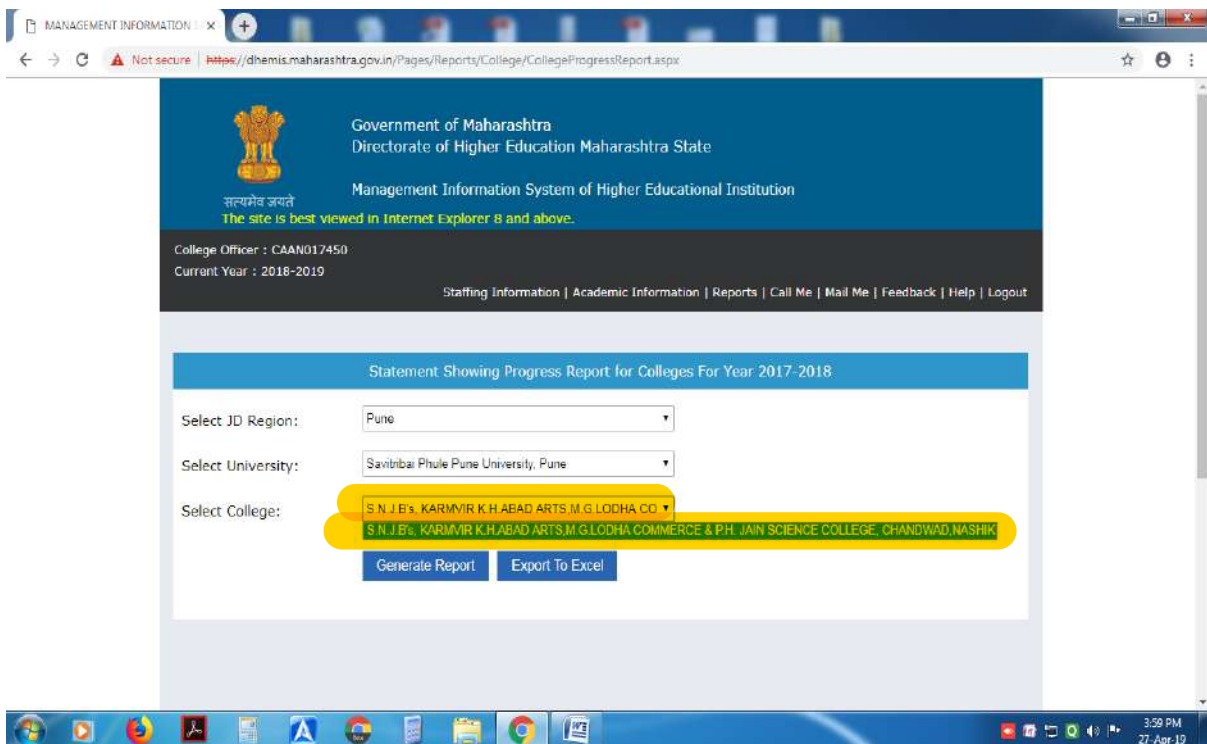 MANAGEMENT INFORMATION
Not secure | https://dhemis.maharashtra.gov.in/Pages/Reports/College/CollegeProgressReport.aspx
Government of Maharashtra
Directorate of Higher Education Maharashtra State
Management Information System of Higher Educational Institution
सत्यमेव जयते
The site is best viewed in Internet Explorer 8 and above.
College Officer : CAAN017450
Current Year : 2018-2019
Staffing Information | Academic Information | Reports | Call Me | Mail Me | Feedback | Help | Logout
Statement Showing Progress Report for Colleges For Year 2017-2018
Select JD Region: Pune
Select University: Savitribai Phule Pune University, Pune
Select College: S.N.J.B's, KARMVIR K.H.ABAD ARTS,M.G.LODHA CO
S.N.J.B's, KARMVIR K.H.ABAD ARTS,M.G.LODHA COMMERCE & P.H. JAIN SCIENCE COLLEGE, CHANDWAD,NASHIK
Generate Report Export To Excel
3:59 PM
27-Apr-19